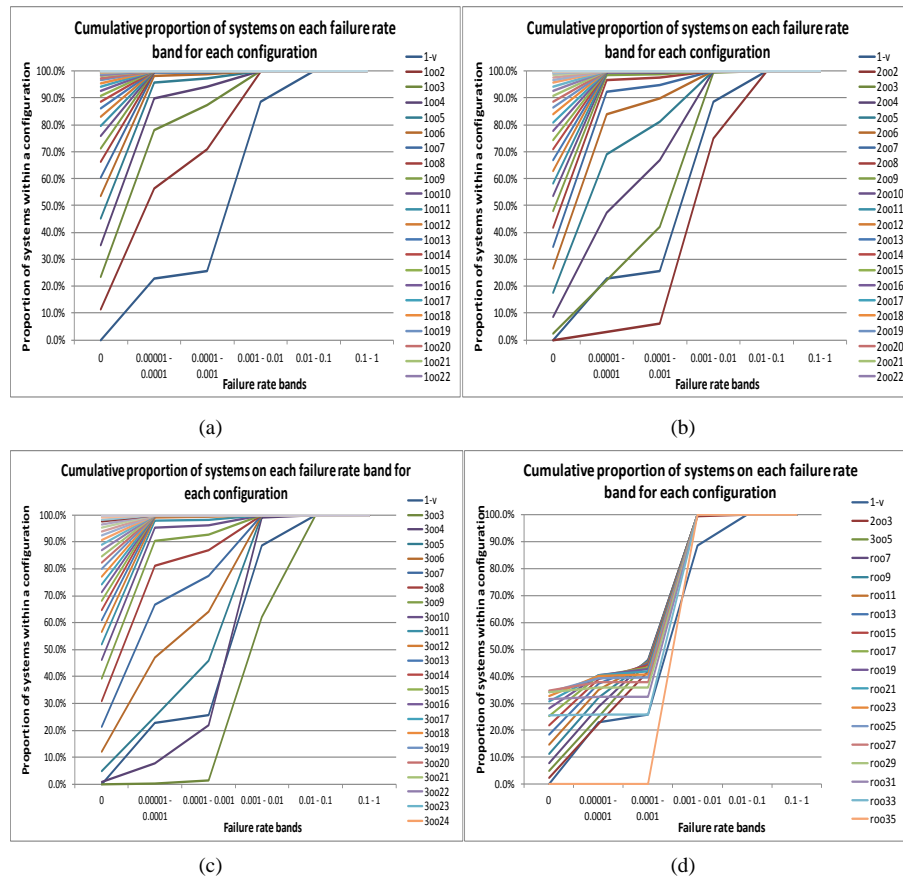 Cumulative proportion of systems on each failure rate
band for each configuration
Proportion of systems within a configuration
100.0%
90.0%
80.0%
70.0%
60.0%
50.0%
40.0%
30.0%
20.0%
10.0%
0.0%
0
0.00001 -
0.0001
0.0001 -
0.001
0.001 - 0.01
0.01 - 0.1
0.1 - 1
Failure rate bands
1-v
1oo2
1oo3
1oo4
1oo5
1oo6
1oo7
1oo8
1oo9
1oo10
1oo11
1oo12
1oo13
1oo14
1oo15
1oo16
1oo17
1oo18
1oo19
1oo20
1oo21
1oo22
(a)
Cumulative proportion of systems on each failure rate
band for each configuration
Proportion of systems within a configuration
100.0%
90.0%
80.0%
70.0%
60.0%
50.0%
40.0%
30.0%
20.0%
10.0%
0.0%
0
0.00001 -
0.0001
0.0001 -
0.001
0.001 - 0.01
0.01 - 0.1
0.1 - 1
Failure rate bands
1-v
2oo2
2oo3
2oo4
2oo5
2oo6
2oo7
2oo8
2oo9
2oo10
2oo11
2oo12
2oo13
2oo14
2oo15
2oo16
2oo17
2oo18
2oo19
2oo20
2oo21
2oo22
(b)
Cumulative proportion of systems on each failure rate band for
each configuration
Proportion of systems within a configuration
100.0%
90.0%
80.0%
70.0%
60.0%
50.0%
40.0%
30.0%
20.0%
10.0%
0.0%
0
0.00001 -
0.0001
0.0001 - 0.001
0.001 - 0.01
0.01 - 0.1
0.1 - 1
Failure rate bands
1-v
3oo3
3oo4
3oo5
3oo6
3oo7
3oo8
3oo9
3oo10
3oo11
3oo12
3oo13
3oo14
3oo15
3oo16
3oo17
3oo18
3oo19
3oo20
3oo21
3oo22
3oo23
3oo24
(c)
Cumulative proportion of systems on each failure rate
band for each configuration
Proportion of systems within a configuration
100.0%
90.0%
80.0%
70.0%
60.0%
50.0%
40.0%
30.0%
20.0%
10.0%
0.0%
0
0.00001 -
0.0001
0.0001 -
0.001
0.001 - 0.01
0.01 - 0.1
0.1 - 1
Failure rate bands
1-v
2oo3
3oo5
roo7
roo9
roo11
roo13
roo15
roo17
roo19
roo21
roo23
roo25
roo27
roo29
roo31
roo33
roo35
(d)